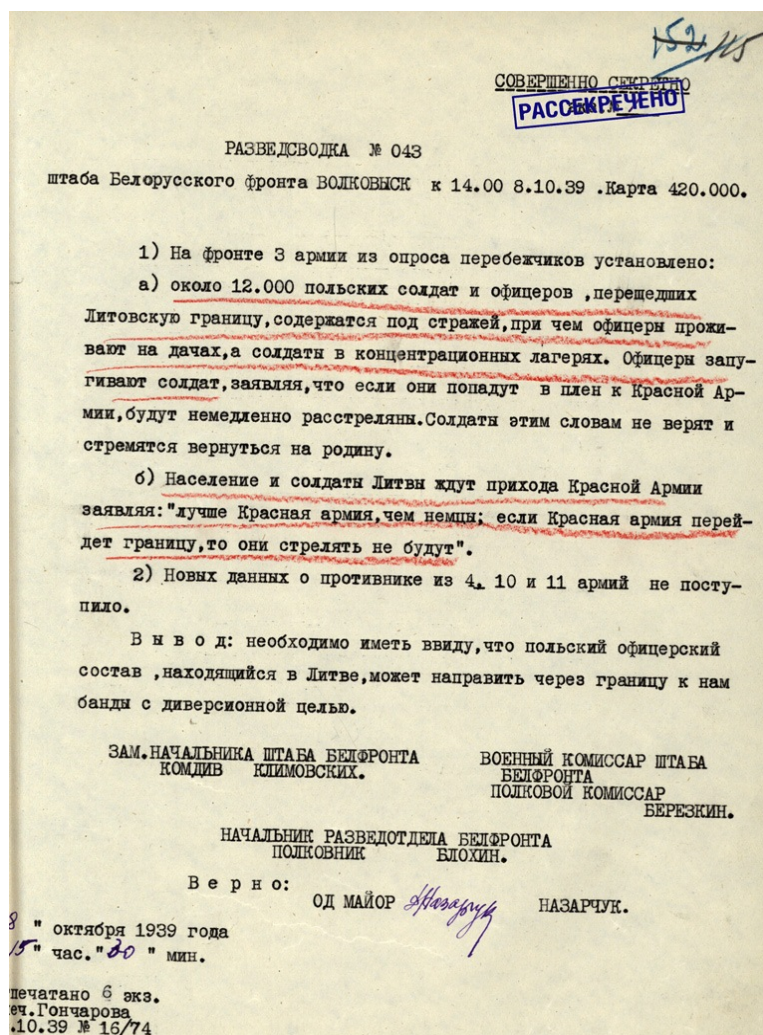 152 115
СОВЕРШЕННО СЕКРЕТНО
РАССЕКРЕЧЕНО
РАЗВЕДСВОДКА № 043
штаба Белорусского фронта ВОЛКОВЫСК к 14.00 8.10.39 .Карта 420.000.
1) На фронте 3 армии из опроса перебежчиков установлено:
а) около 12.000 польских солдат и офицеров ,перешедших
Литовскую границу,содержатся под стражей,при чем офицеры прожи-
вают на дачах,а солдаты в концентрационных лагерях. Офицеры запу-
гивают солдат,заявляя,что если они попадут в плен к Красной Ар-
мии,будут немедленно расстреляны.Солдаты этим словам не верят и
стремятся вернуться на родину.
б) Население и солдаты Литвы ждут прихода Красной Армии
заявляя:"лучше Красная армия,чем немцы; если Красная армия перей-
дет границу,то они стрелять не будут".
2) Новых данных о противнике из 4. 10 и 11 армий не посту-
пило.
В ы в о д: необходимо иметь ввиду,что польский офицерский
состав ,находящийся в Литве,может направить через границу к нам
банды с диверсионной целью.
ЗАМ.НАЧАЛЬНИКА ШТАБА БЕЛФРОНТА
КОМДИВ КЛИМОВСКИХ.
ВОЕННЫЙ КОМИССАР ШТАБА
БЕЛФРОНТА
ПОЛКОВОЙ КОМИССАР
БЕРЕЗКИН.
НАЧАЛЬНИК РАЗВЕДОТДЕЛА БЕЛФРОНТА
ПОЛКОВНИК БЛОХИН.
В е р н о:
ОД МАЙОР Назарчук НАЗАРЧУК.
8 " октября 1939 года
15" час."30 " мин.
печатано 6 экз.
еч.Гончарова
.10.39 № 16/74